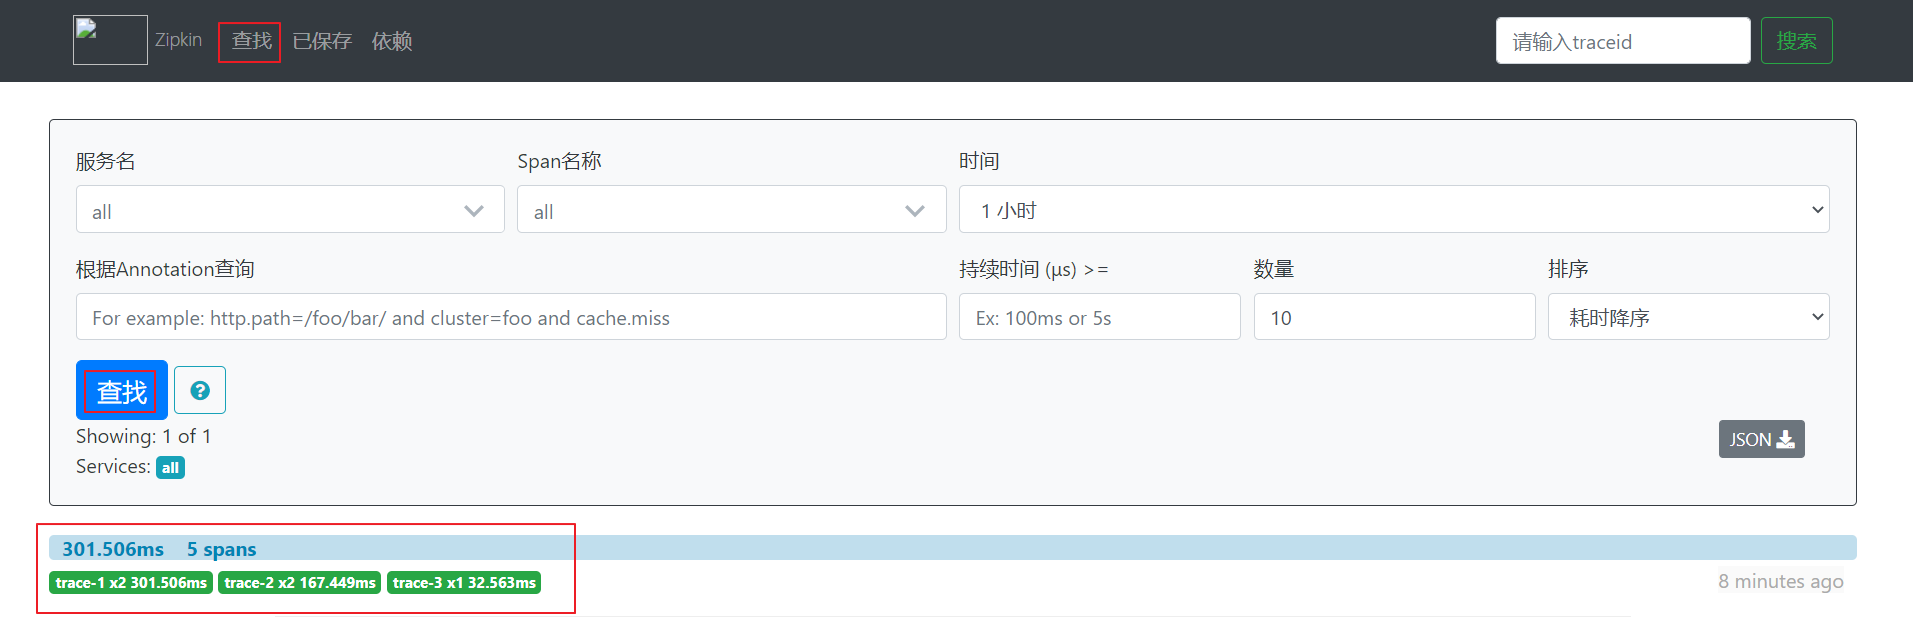 Zipkin 查找 已保存 依赖 请输入traceid 搜索
服务名 Span名称 时间
all all 1 小时
根据Annotation查询 持续时间 (μs) >= 数量 排序
For example: http.path=/foo/bar/ and cluster=foo and cache.miss Ex: 100ms or 5s 10 耗时降序
查找 ?
Showing: 1 of 1
JSON
Services: all
301.506ms 5 spans
trace-1 x2 301.506ms trace-2 x2 167.449ms trace-3 x1 32.563ms 8 minutes ago